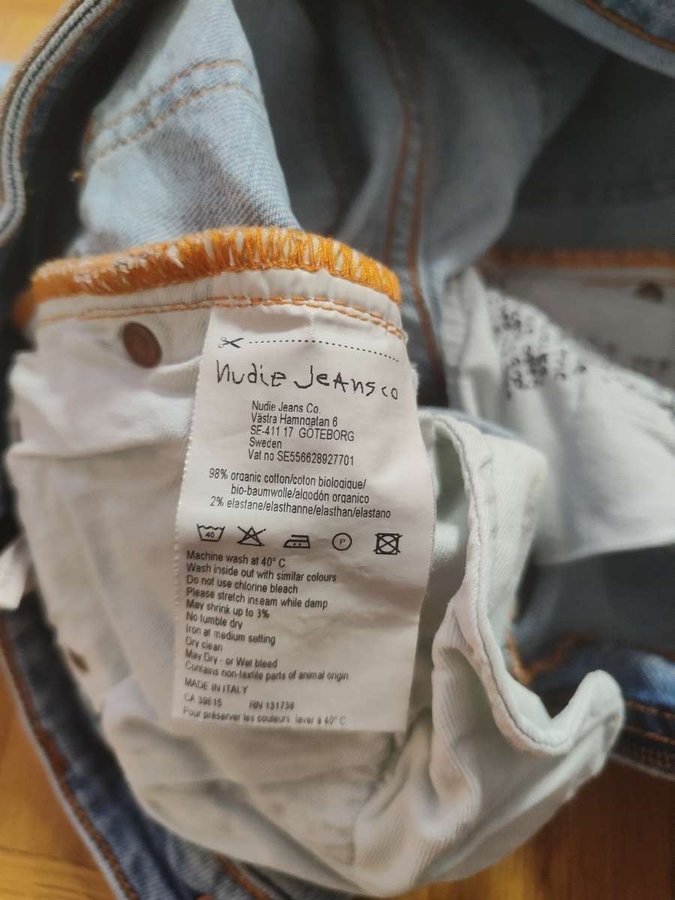 Nudie Jeans co
Nudie Jeans Co.
Västra Hamngatan 6
SE-411 17 GÖTEBORG
Sweden
Vat no SE556628927701
98% organic cotton/coton biologique/
bio-baumwolle/algodón organico
2% elastane/elasthanne/elasthan/elastano
40 P
Machine wash at 40° C
Wash inside out with similar colours
Do not use chlorine bleach
Please stretch inseam while damp
May shrink up to 3%
No tumble dry
Iron at medium setting
Dry clean
May Dry - or Wet bleed
Contains non-textile parts of animal origin
MADE IN ITALY
CA 39615 RN 131738
Pour préserver les couleurs, laver à 40° C